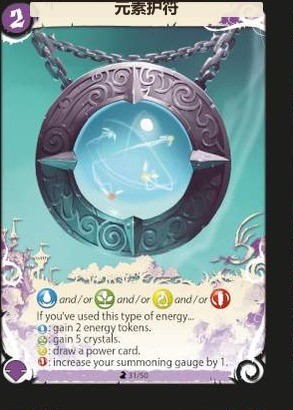 2
元素护符
and / or and / or and / or
If you've used this type of energy...
: gain 2 energy tokens.
: gain 5 crystals.
: draw a power card.
: increase your summoning gauge by 1.
31/50